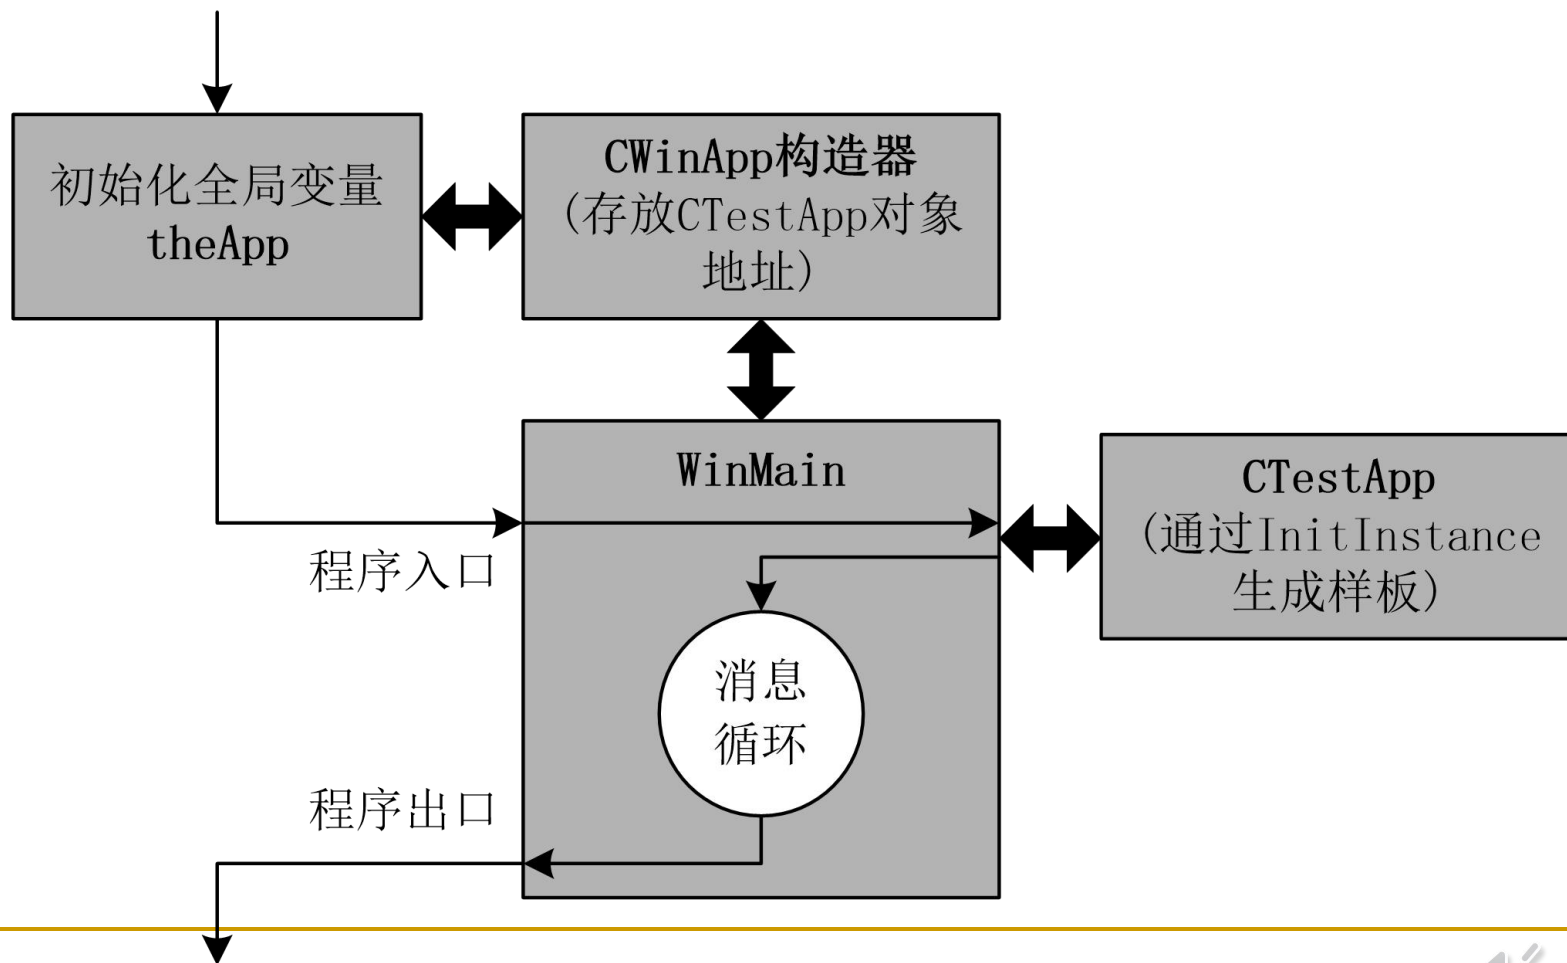 初始化全局变量
theApp
CWinApp构造器
(存放CTestApp对象
地址)
WinMain
CTestApp
(通过InitInstance
生成样板)
程序入口
消息
循环
程序出口